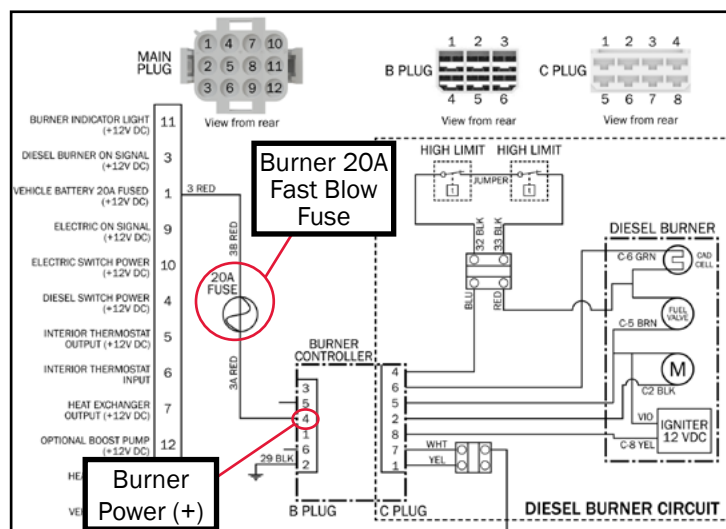 MAIN
PLUG
1 4 7 10
2 5 8 11
3 6 9 12
View from rear
B PLUG
1 2 3
4 5 6
View from rear
C PLUG
1 2 3 4
5 6 7 8
View from rear
BURNER INDICATOR LIGHT
(+12V DC)
11
DIESEL BURNER ON SIGNAL
(+12V DC)
3
VEHICLE BATTERY 20A FUSED
(+12V DC)
1
3 RED
ELECTRIC ON SIGNAL
(+12V DC)
9
ELECTRIC SWITCH POWER
(+12V DC)
10
DIESEL SWITCH POWER
(+12V DC)
4
INTERIOR THERMOSTAT
OUTPUT (+12V DC)
5
INTERIOR THERMOSTAT
INPUT
6
HEAT EXCHANGER
OUTPUT (+12V DC)
7
OPTIONAL BOOST PUMP
(+12V DC)
12
Burner 20A
Fast Blow
Fuse
3B RED
20A
FUSE
3A RED
Burner
Power (+)
29 BLK
BURNER
CONTROLLER
3
5
4
1
6
2
B PLUG
4
6
5
2
8
7
1
C PLUG
HIGH LIMIT
HIGH LIMIT
t
JUMPER
t
32 BLK
33 BLK
BLU
RED
DIESEL BURNER
C-6 GRN
CAD
CELL
FUEL
VALVE
C-5 BRN
M
C2 BLK
VIO
IGNITER
12 VDC
C-8 YEL
WHT
YEL
DIESEL BURNER CIRCUIT